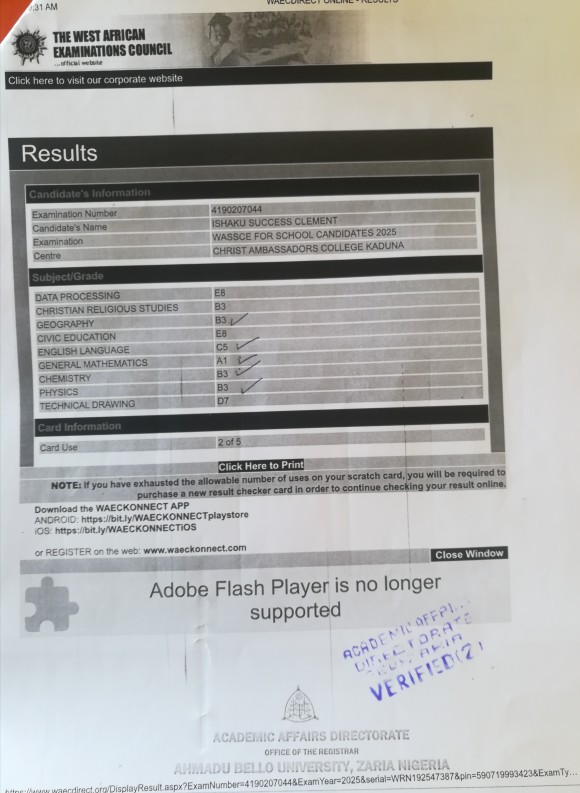 :31 AM
WAECDIRECT ONLINE - RESULTS
THE WEST AFRICAN
EXAMINATIONS COUNCIL
...official website
Click here to visit our corporate website
Results
Candidate's Information
Examination Number 4190207044
Candidate's Name ISHAKU SUCCESS CLEMENT
Examination WASSCE FOR SCHOOL CANDIDATES 2025
Centre CHRIST AMBASSADORS COLLEGE KADUNA
Subject/Grade
DATA PROCESSING E8
CHRISTIAN RELIGIOUS STUDIES B3
GEOGRAPHY B3
CIVIC EDUCATION E8
ENGLISH LANGUAGE C5
GENERAL MATHEMATICS A1
CHEMISTRY B3
PHYSICS B3
TECHNICAL DRAWING D7
Card Information
Card Use 2 of 5
Click Here to Print
NOTE: If you have exhausted the allowable number of uses on your scratch card, you will be required to
purchase a new result checker card in order to continue checking your result online.
Download the WAECKONNECT APP
ANDROID: https://bit.ly/WAECKONNECTplaystore
iOS: https://bit.ly/WAECKONNECTiOS
or REGISTER on the web: www.waeckonnect.com
Close Window
Adobe Flash Player is no longer
supported
ACADEMIC
DIRECTORATE
VERIFIED(2)
ACADEMIC AFFAIRS DIRECTORATE
OFFICE OF THE REGISTRAR
AHMADU BELLO UNIVERSITY, ZARIA NIGERIA
https://www.waecdirect.org/DisplayResult.aspx?ExamNumber=4190207044&ExamYear=2025&serial=WRN192547387&pin=590719993423&ExamTy...